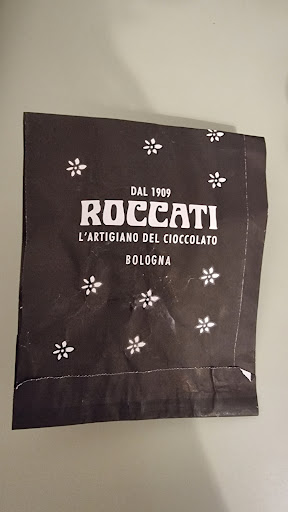 DAL 1909
ROCCATI
L'ARTIGIANO DEL CIOCCOLATO
BOLOGNA